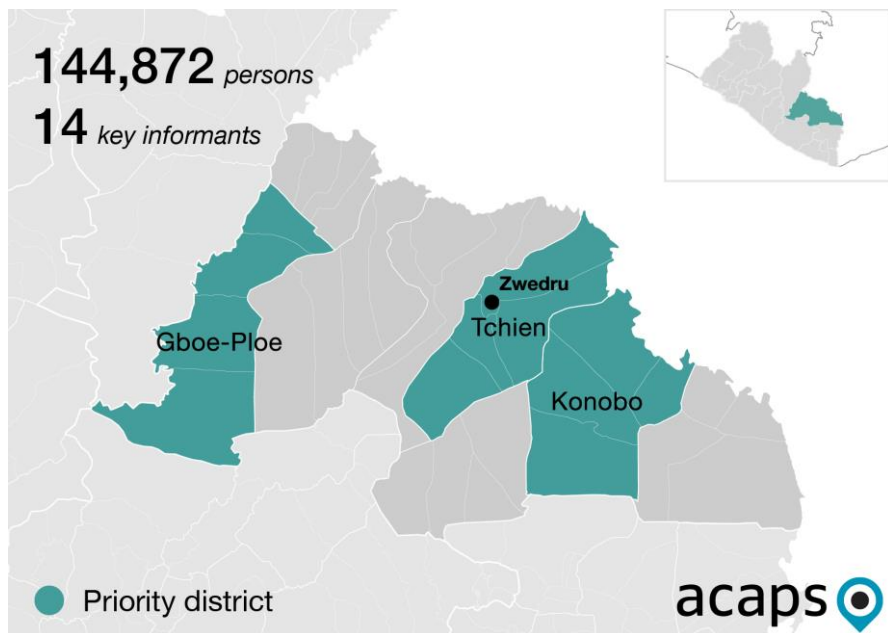 144,872 persons
14 key informants
Zwedru
Tchien
Gboe-Ploe
Konobo
Priority district
acaps